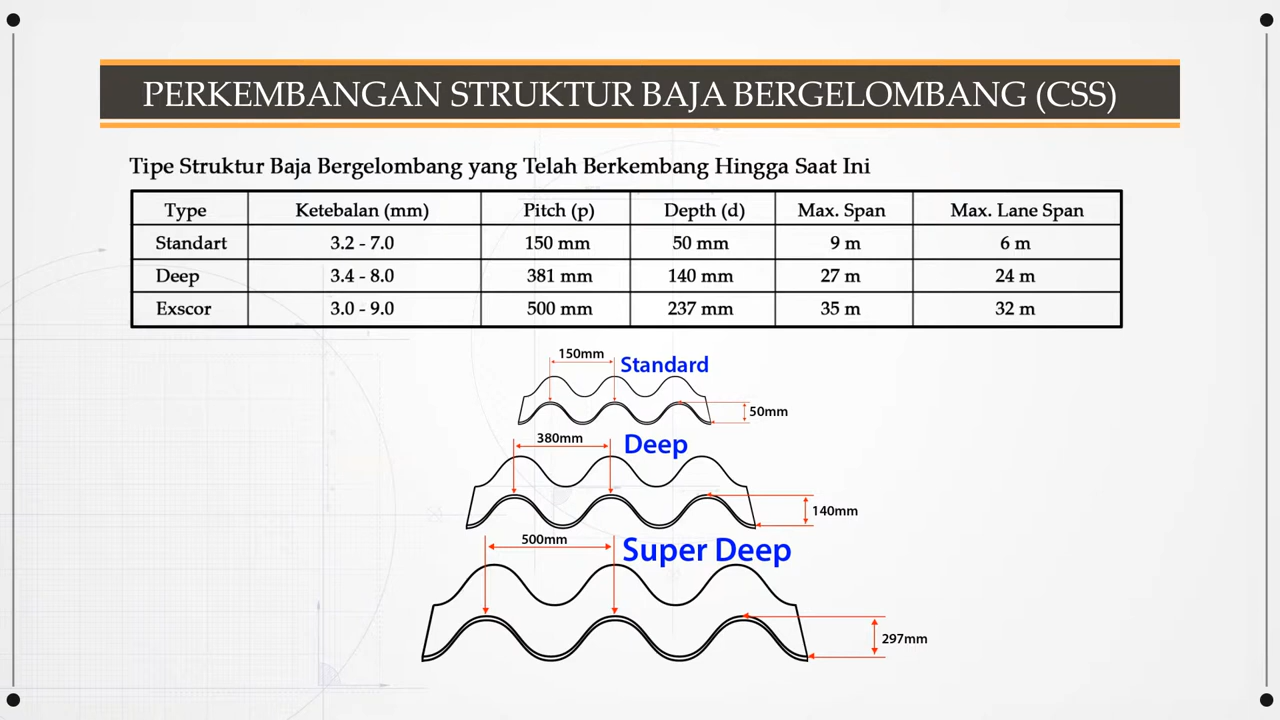 PERKEMBANGAN STRUKTUR BAJA BERGELOMBANG (CSS)
Tipe Struktur Baja Bergelombang yang Telah Berkembang Hingga Saat Ini
Type Ketebalan (mm) Pitch (p) Depth (d) Max. Span Max. Lane Span
Standart 3.2 - 7.0 150 mm 50 mm 9 m 6 m
Deep 3.4 - 8.0 381 mm 140 mm 27 m 24 m
Exscor 3.0 - 9.0 500 mm 237 mm 35 m 32 m
150mm
Standard
50mm
380mm
Deep
140mm
500mm
Super Deep
297mm